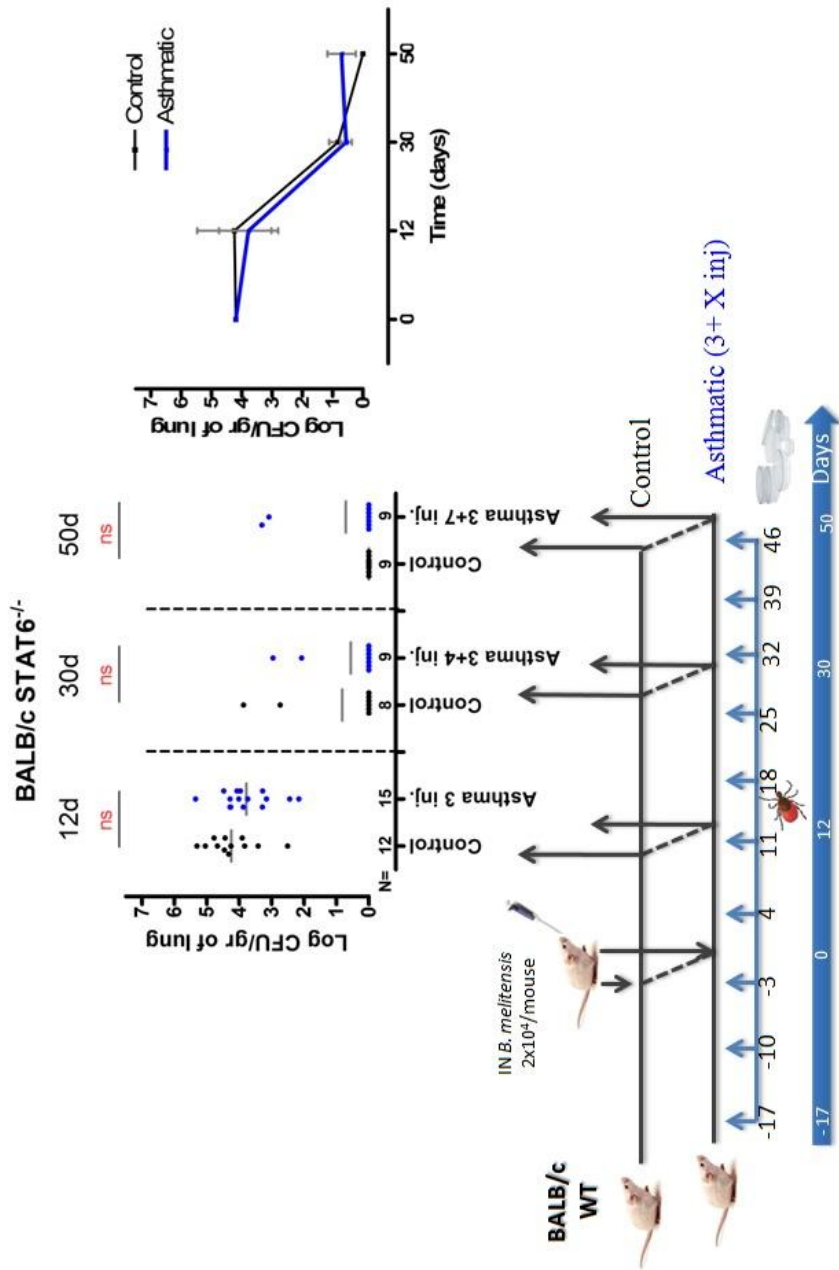 BALB/c STAT6-/-
12d
30d
50d
ns
ns
ns
Log CFU/gr of lung
7
6
5
4
3
2
1
0
N=
12
15
8
9
9
9
Control
Asthma 3 inj.
Control
Asthma 3+4 inj.
Control
Asthma 3+7 inj.
Log CFU/gr of lung
7
6
5
4
3
2
1
0
Control
Asthmatic
0
12
30
50
Time (days)
IN B. melitensis
2x10⁴/mouse
BALB/c
WT
Control
Asthmatic (3+ X inj)
-17
-10
-3
4
11
18
25
32
39
46
-17
0
12
30
50
Days